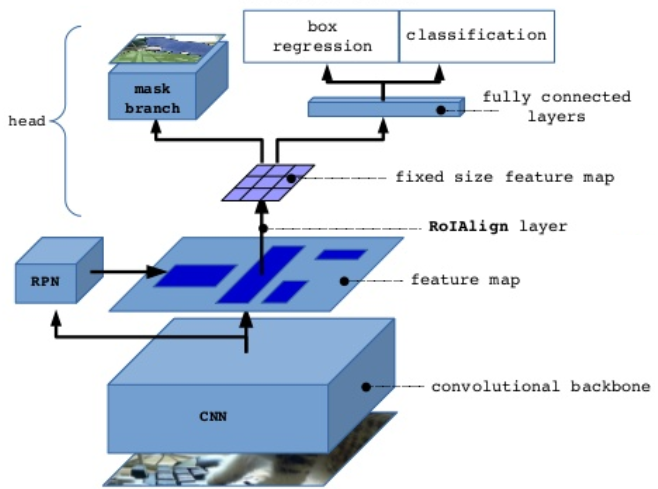 box
regression
classification
mask
branch
fully connected
layers
head
fixed size feature map
RoIAlign layer
RPN
feature map
convolutional backbone
CNN